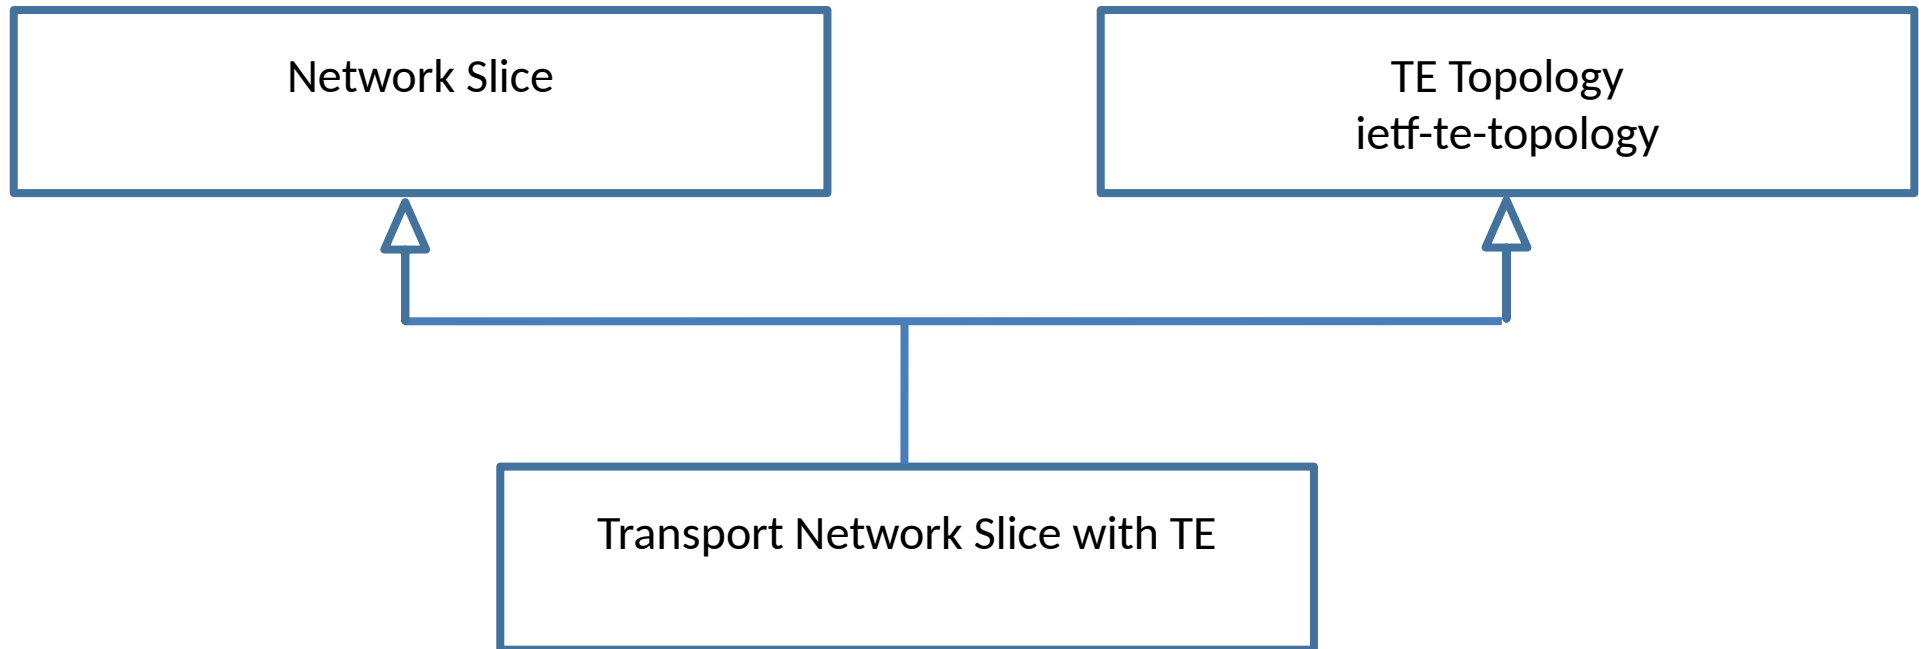 Network Slice
TE Topology
ietf-te-topology
Transport Network Slice with TE